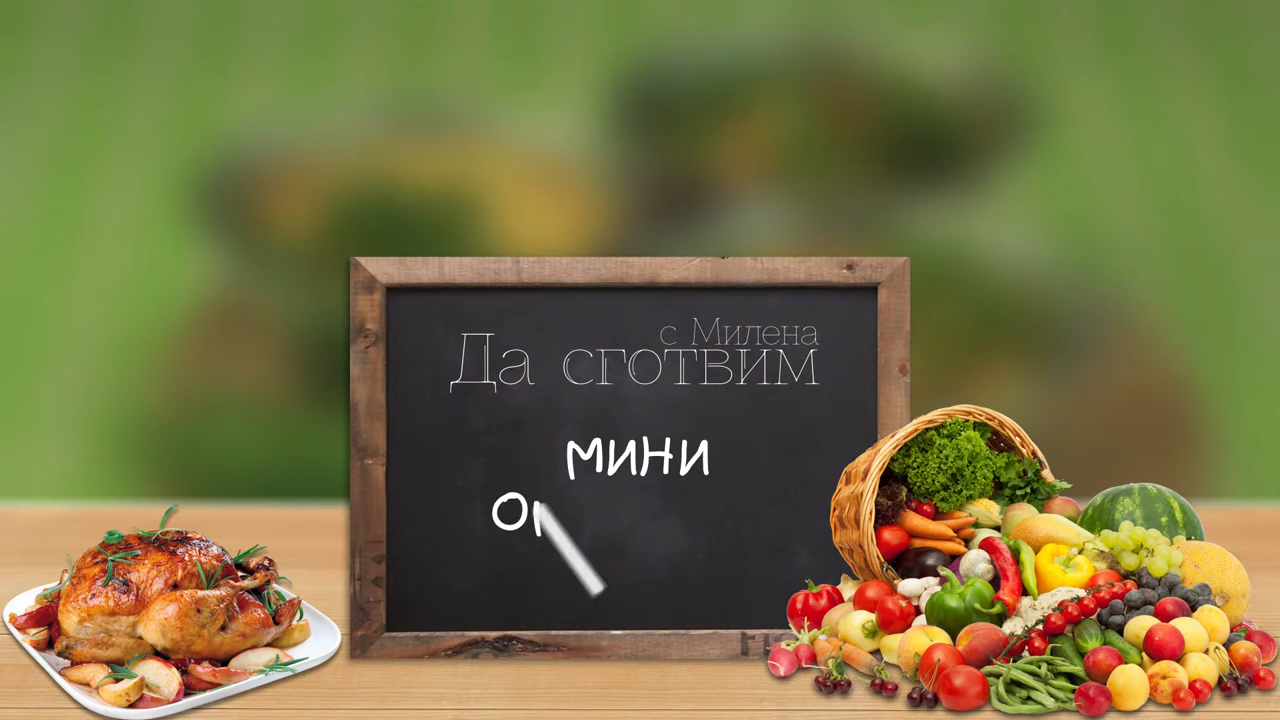 с Милена
Да сготвим
мини